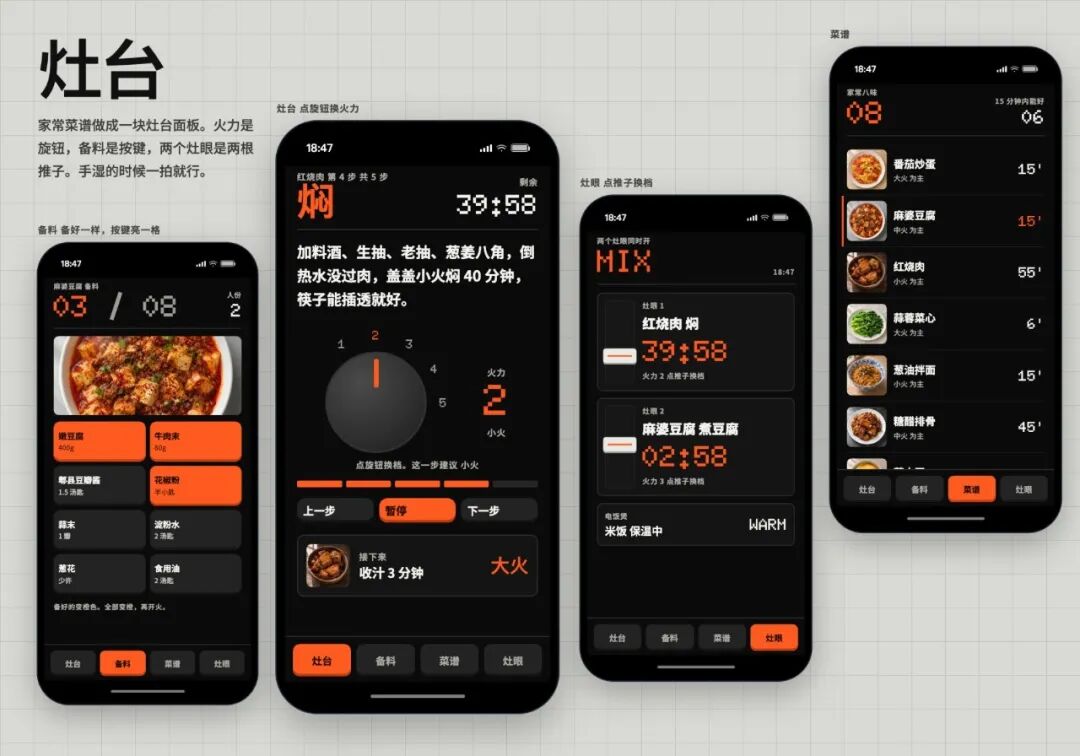 灶台
家常菜谱做成一块灶台面板。火力是
旋钮，备料是按键，两个灶眼是两根
推子。手湿的时候一拍就行。
备料 备好一样，按键亮一格
18:47
麻婆豆腐 备料
03 / 08
人份
2
嫩豆腐
400g
牛肉末
80g
郫县豆瓣酱
1.5 汤匙
花椒粉
半小匙
蒜末
1 瓣
淀粉水
2 汤匙
葱花
少许
食用油
2 汤匙
备好的变橙色。全部变橙，再开火。
灶台
备料
菜谱
灶眼
灶台 点旋钮换火力
18:47
红烧肉 第 4 步 共 5 步
焖
剩余
39:58
加料酒、生抽、老抽、葱姜八角，倒
热水没过肉，盖盖小火焖 40 分钟，
筷子能插透就好。
1
2
3
4
5
火力
2
小火
点旋钮换档。这一步建议 小火
上一步
暂停
下一步
接下来
收汁 3 分钟
大火
灶台
备料
菜谱
灶眼
灶眼 点推子换档
18:47
两个灶眼同时开
MIX
18:47
灶眼 1
红烧肉 焖
39:58
火力 2 点推子换档
灶眼 2
麻婆豆腐 煮豆腐
02:58
火力 3 点推子换档
电饭煲
米饭 保温中
WARM
灶台
备料
菜谱
灶眼
菜谱
18:47
家常八味
08
15 分钟内能好
06
番茄炒蛋
大火 为主
15'
麻婆豆腐
中火 为主
15'
红烧肉
小火 为主
55'
蒜蓉菜心
大火 为主
6'
葱油拌面
小火 为主
15'
糖醋排骨
中火 为主
45'
灶台
备料
菜谱
灶眼